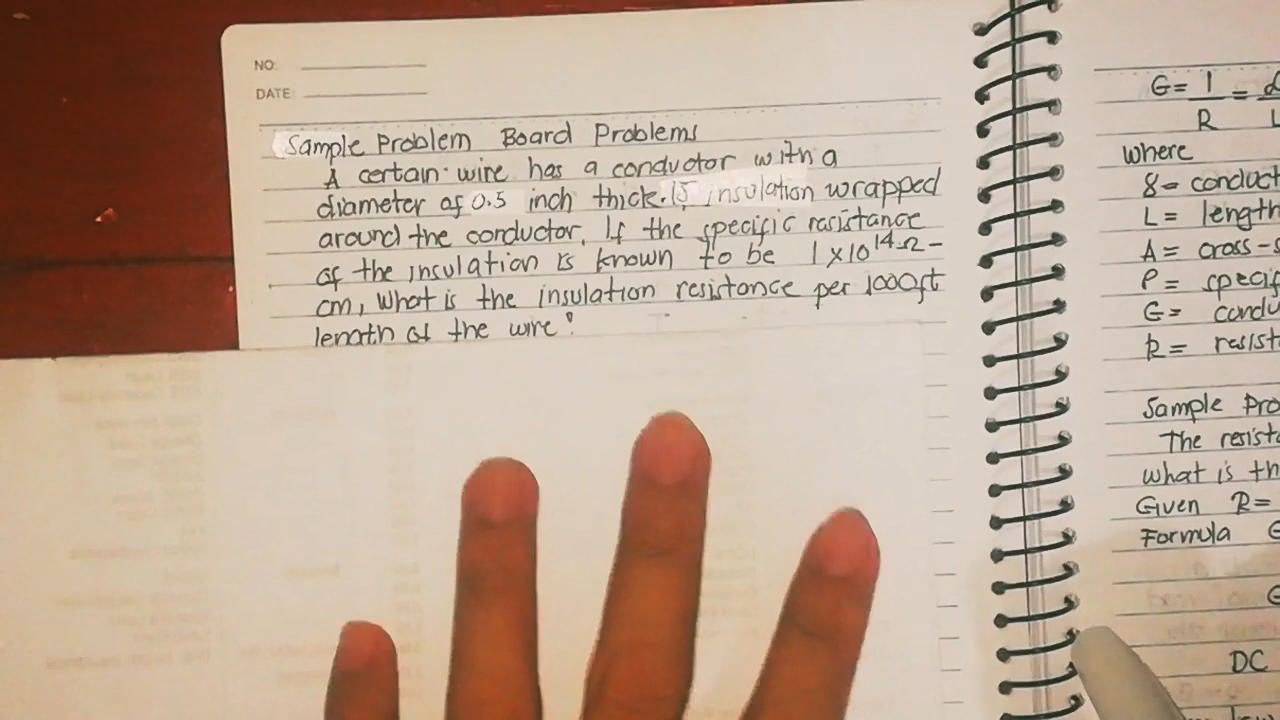 NO:
DATE:
Sample Problem Board Problems
A certain wire has a conductor with a
diameter of 0.5 inch thick. 15 insulation wrapped
around the conductor. If the specific resistance
of the insulation is known to be 1 x 10¹⁴ Ω-
cm, what is the insulation resistance per 1000ft
length of the wire?
G = 1/R =
where
L = length
A = cross-s
ρ = specif
G = condu
R = resist
Sample Pro
The resist
what is th
Given R =
Formula G
G
DC